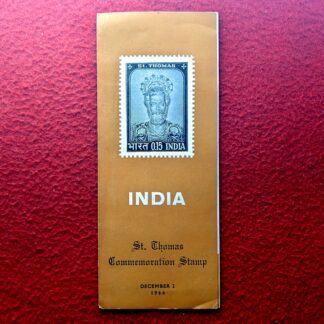 ST. THOMAS
भारत 0.15 INDIA
INDIA
St. Thomas
Commemoration Stamp
DECEMBER 2
1964